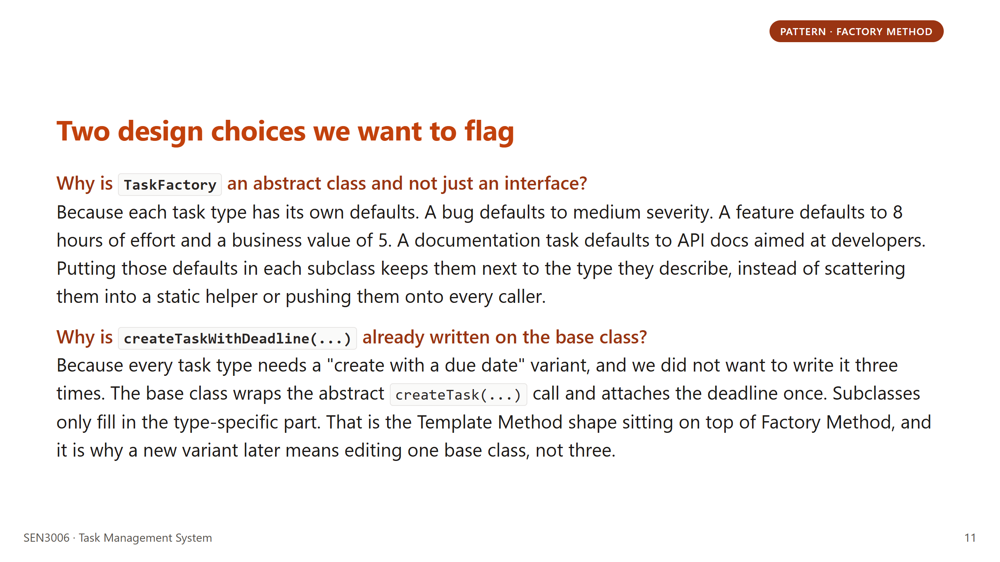 PATTERN · FACTORY METHOD
Two design choices we want to flag
Why is TaskFactory an abstract class and not just an interface?
Because each task type has its own defaults. A bug defaults to medium severity. A feature defaults to 8
hours of effort and a business value of 5. A documentation task defaults to API docs aimed at developers.
Putting those defaults in each subclass keeps them next to the type they describe, instead of scattering
them into a static helper or pushing them onto every caller.
Why is createTaskWithDeadline(...) already written on the base class?
Because every task type needs a "create with a due date" variant, and we did not want to write it three
times. The base class wraps the abstract createTask(...) call and attaches the deadline once. Subclasses
only fill in the type-specific part. That is the Template Method shape sitting on top of Factory Method, and
it is why a new variant later means editing one base class, not three.
SEN3006 · Task Management System
11